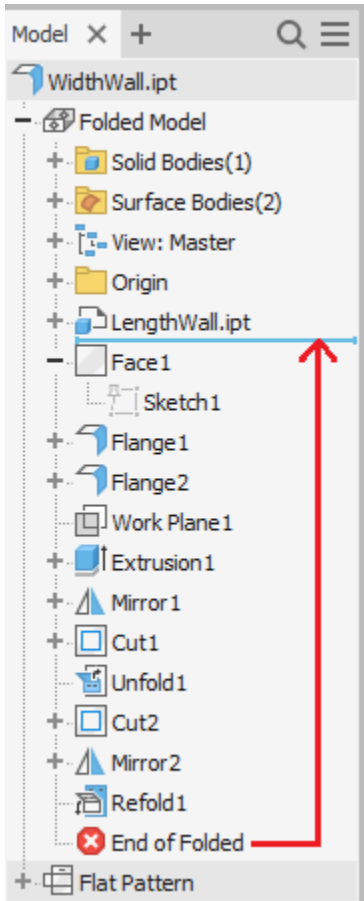 Model
WidthWall.ipt
Folded Model
Solid Bodies(1)
Surface Bodies(2)
View: Master
Origin
LengthWall.ipt
Face1
Sketch1
Flange1
Flange2
Work Plane1
Extrusion1
Mirror1
Cut1
Unfold1
Cut2
Mirror2
Refold1
End of Folded
Flat Pattern